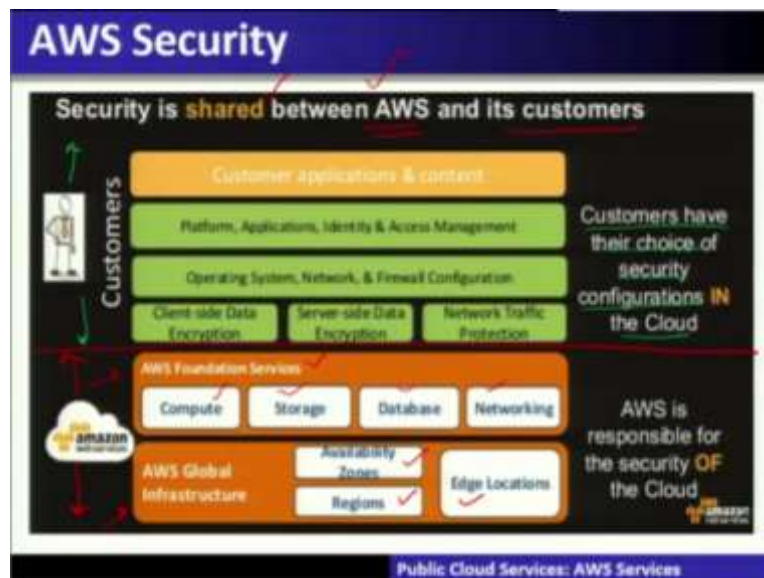 AWS Security
Security is shared between AWS and its customers
Customers
Customer applications & content
Platform, Applications, Identity & Access Management
Operating System, Network, & Firewall Configuration
Client-side Data
Encryption
Server-side Data
Encryption
Network Traffic
Protection
Customers have
their choice of
security
configurations IN
the Cloud
AWS Foundation Services
Compute
Storage
Database
Networking
amazon
web services
AWS Global
Infrastructure
Availability
Zones
Regions
Edge Locations
AWS is
responsible for
the security OF
the Cloud
amazon
Public Cloud Services: AWS Services